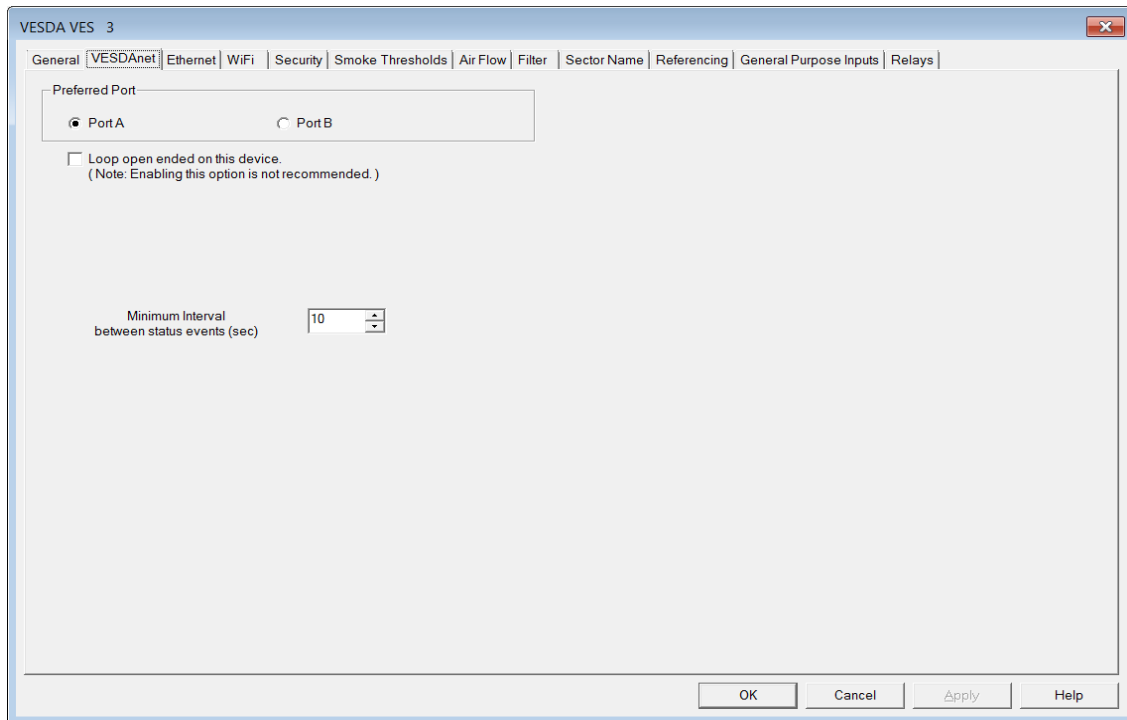 VESDA VES 3
General VESDAnet Ethernet WiFi Security Smoke Thresholds Air Flow Filter Sector Name Referencing General Purpose Inputs Relays
Preferred Port
Port A Port B
Loop open ended on this device.
( Note: Enabling this option is not recommended. )
Minimum Interval
between status events (sec)
10
OK Cancel Apply Help